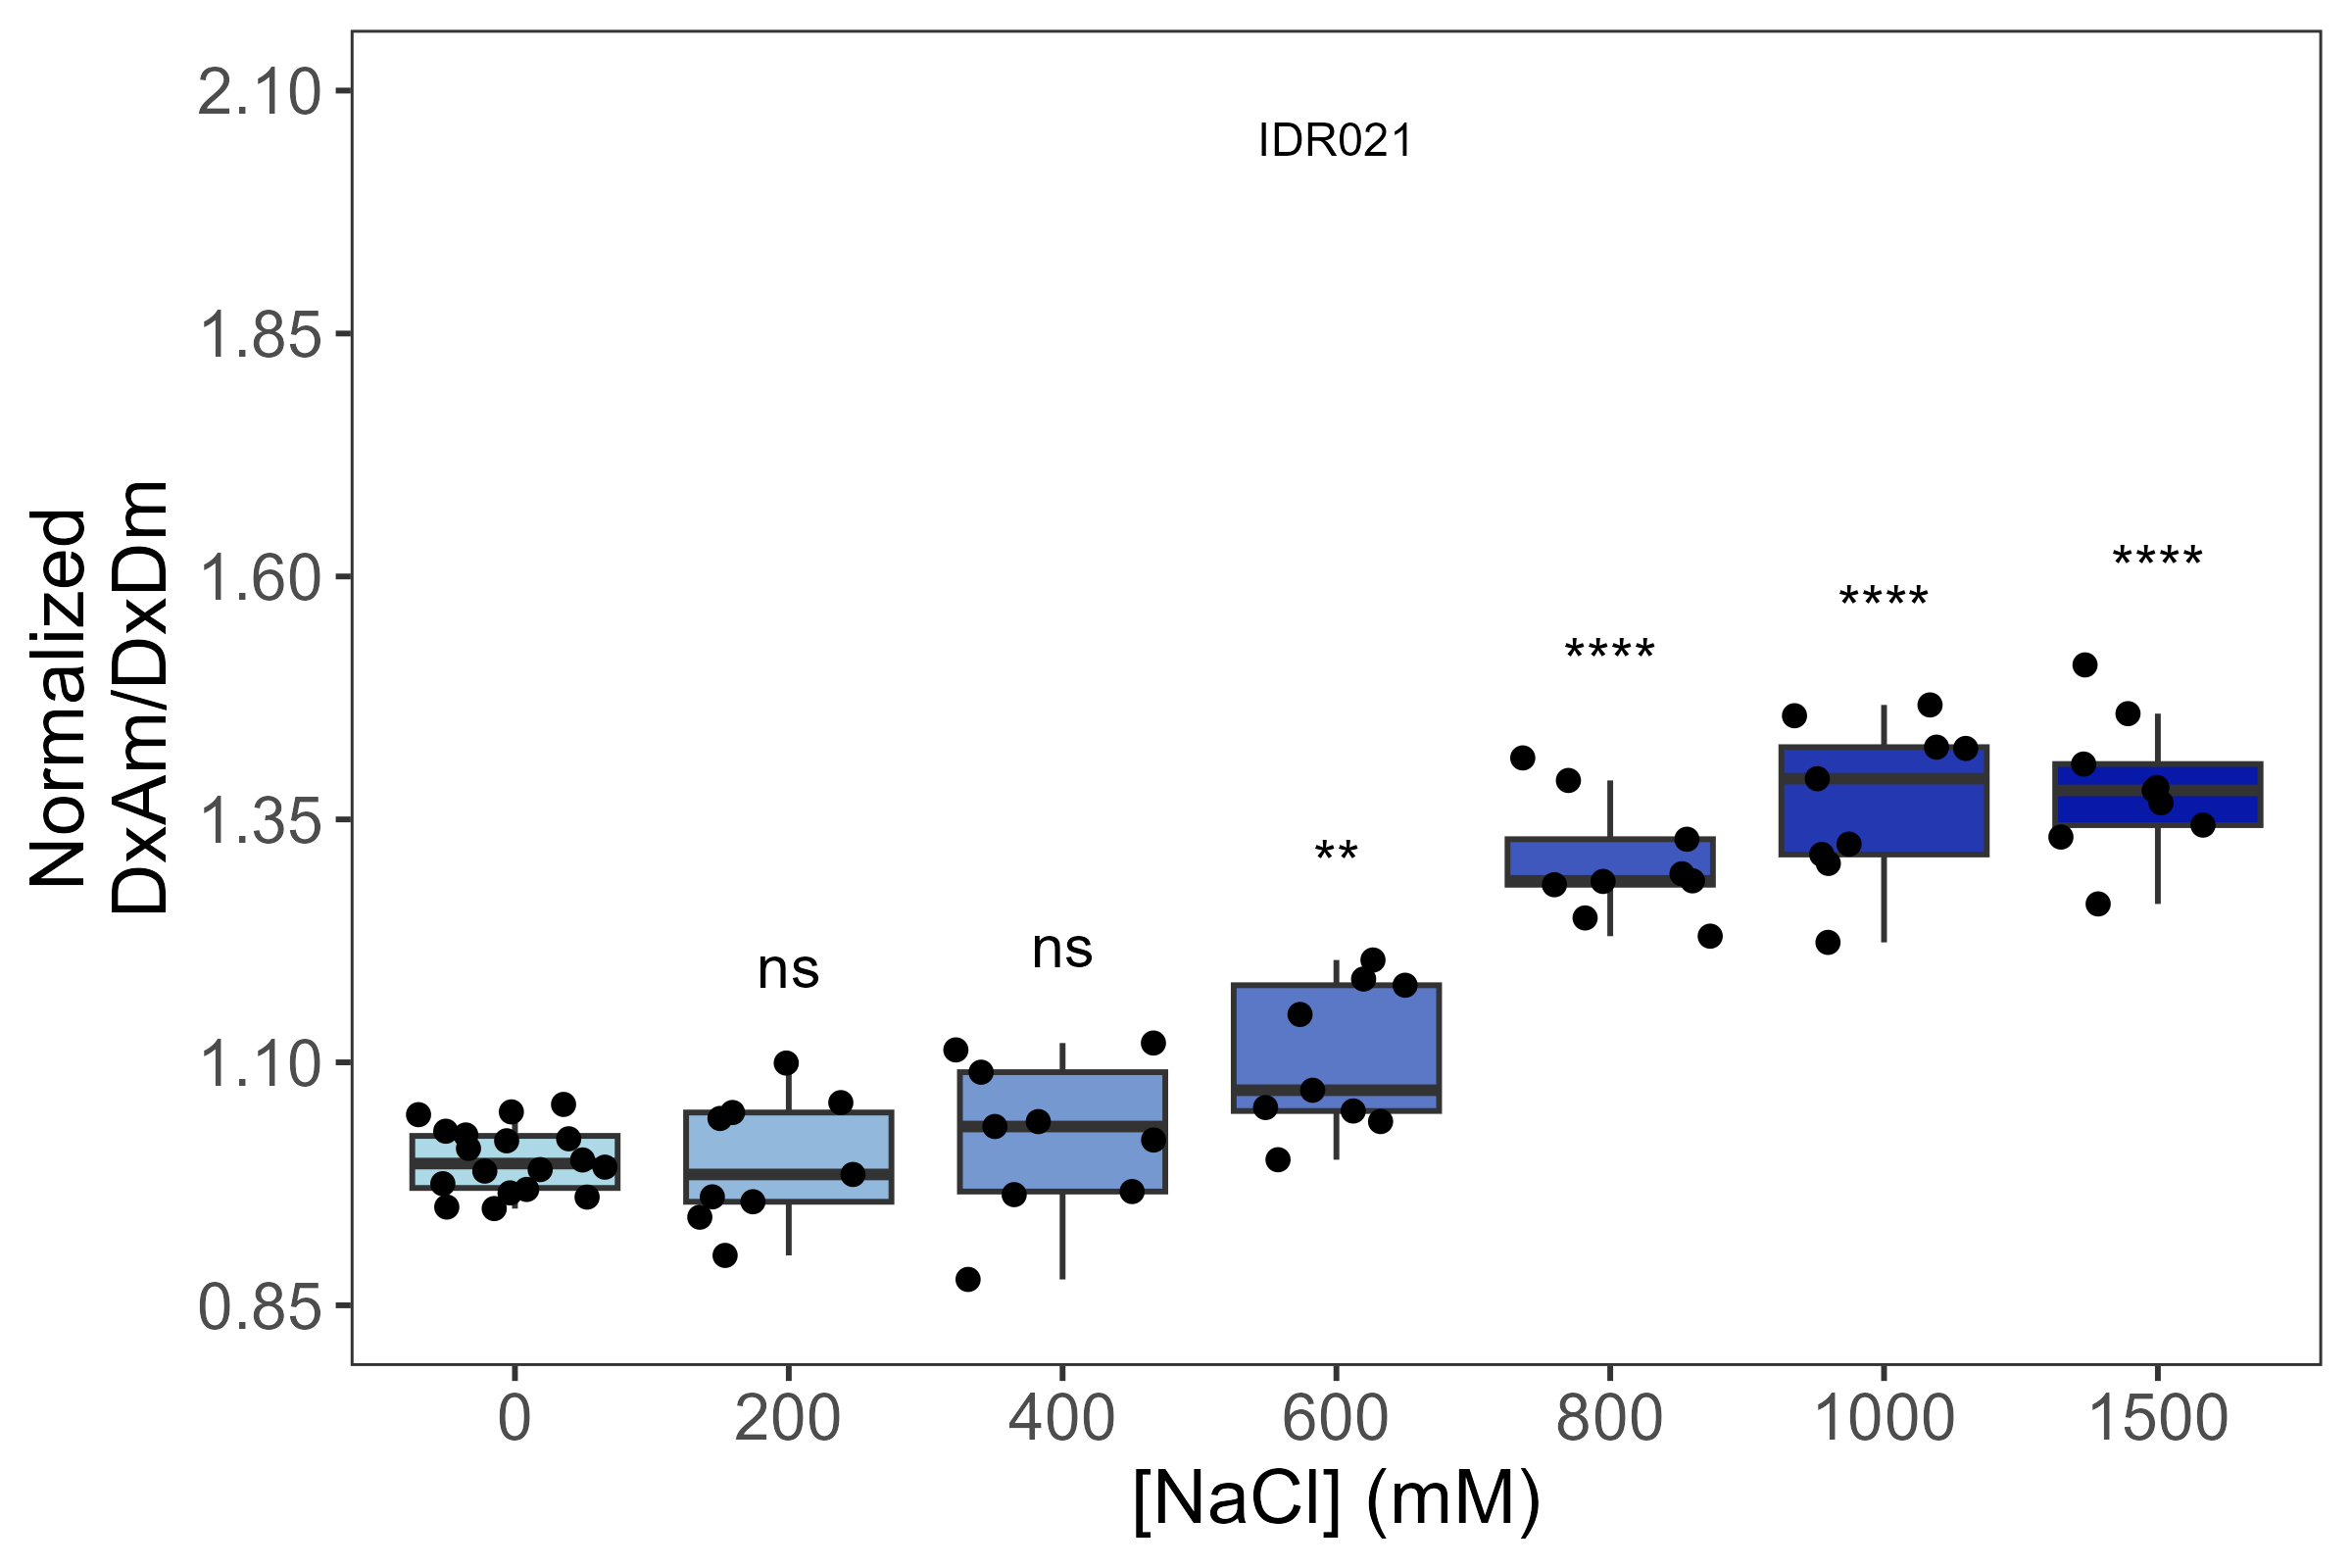 IDR021
2.10
1.85
1.60
1.35
1.10
0.85
Normalized
DxAm/DxDm
ns
ns
**
****
****
****
0
200
400
600
800
1000
1500
[NaCl] (mM)